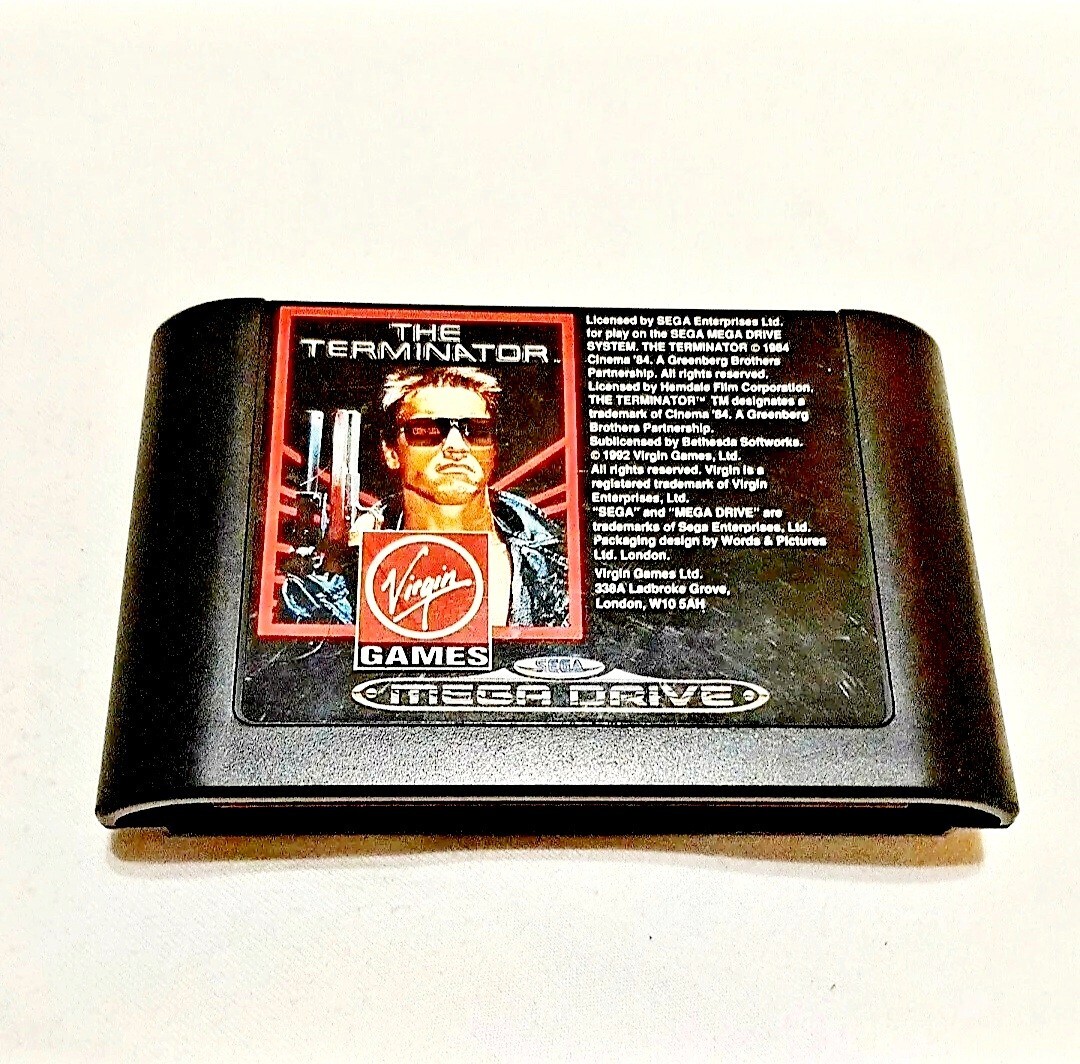 THE
TERMINATOR
Licensed by SEGA Enterprises Ltd.
for play on the SEGA MEGA DRIVE
SYSTEM. THE TERMINATOR © 1984
Cinema '84. A Greenberg Brothers
Partnership. All rights reserved.
Licensed by Hemdale Film Corporation.
THE TERMINATOR™ TM designates a
trademark of Cinema '84. A Greenberg
Brothers Partnership.
Sublicensed by Bethesda Softworks.
© 1992 Virgin Games, Ltd.
All rights reserved. Virgin is a
registered trademark of Virgin
Enterprises, Ltd.
"SEGA" and "MEGA DRIVE" are
trademarks of Sega Enterprises, Ltd.
Packaging design by Words & Pictures
Ltd. London.
Virgin Games Ltd.
338A Ladbroke Grove,
London, W10 5AH
Virgin
GAMES
SEGA
MEGA DRIVE